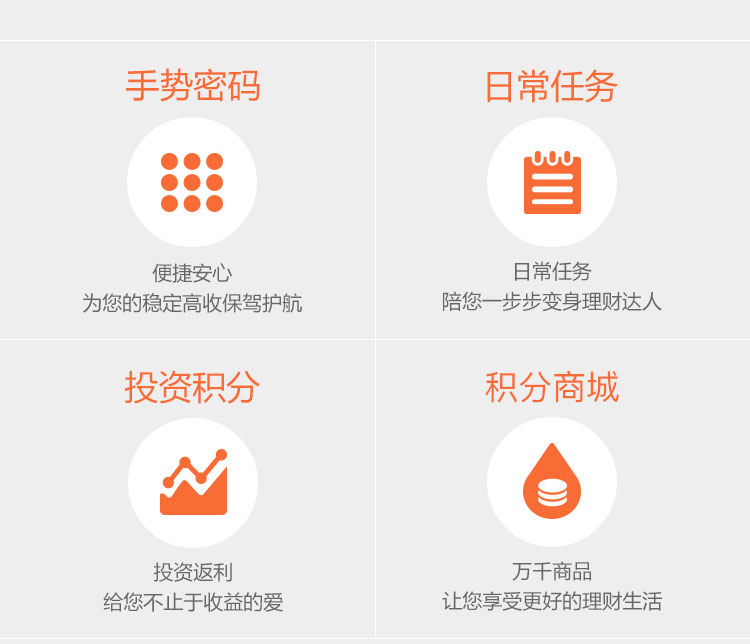 手势密码
便捷安心
为您的稳定高收保驾护航
日常任务
日常任务
陪您一步步变身理财达人
投资积分
投资返利
给您不止于收益的爱
积分商城
万千商品
让您享受更好的理财生活